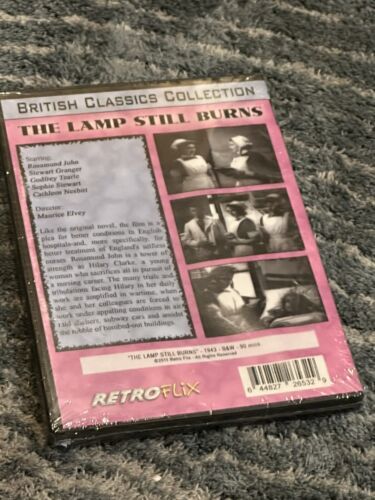 BRITISH CLASSICS COLLECTION
THE LAMP STILL BURNS
Starring:
Rosamund John
Stewart Granger
Godfrey Tearle
Sophie Stewart
Cathleen Nesbitt
Director:
Maurice Elvey
Like the original novel, the film is a
plea for better conditions in English
hospitals-and, more specifically, for
better treatment of England's selfless
nurses. Rosamund John is a tower of
strength as Hilary Clarke, a young
woman who sacrifices all in pursuit of
a nursing career. The many trials and
tribulations facing Hilary in her daily
work are amplified in wartime, when
she and her colleagues are forced to
work under appalling conditions in air
raid shelters, subway cars and amidst
the rubble of bombed-out buildings.
"THE LAMP STILL BURNS" - 1943 - B&W - 90 mins.
©2011 Retro Flix - All Rights Reserved
RETROFLIX
6 44827 26532 9